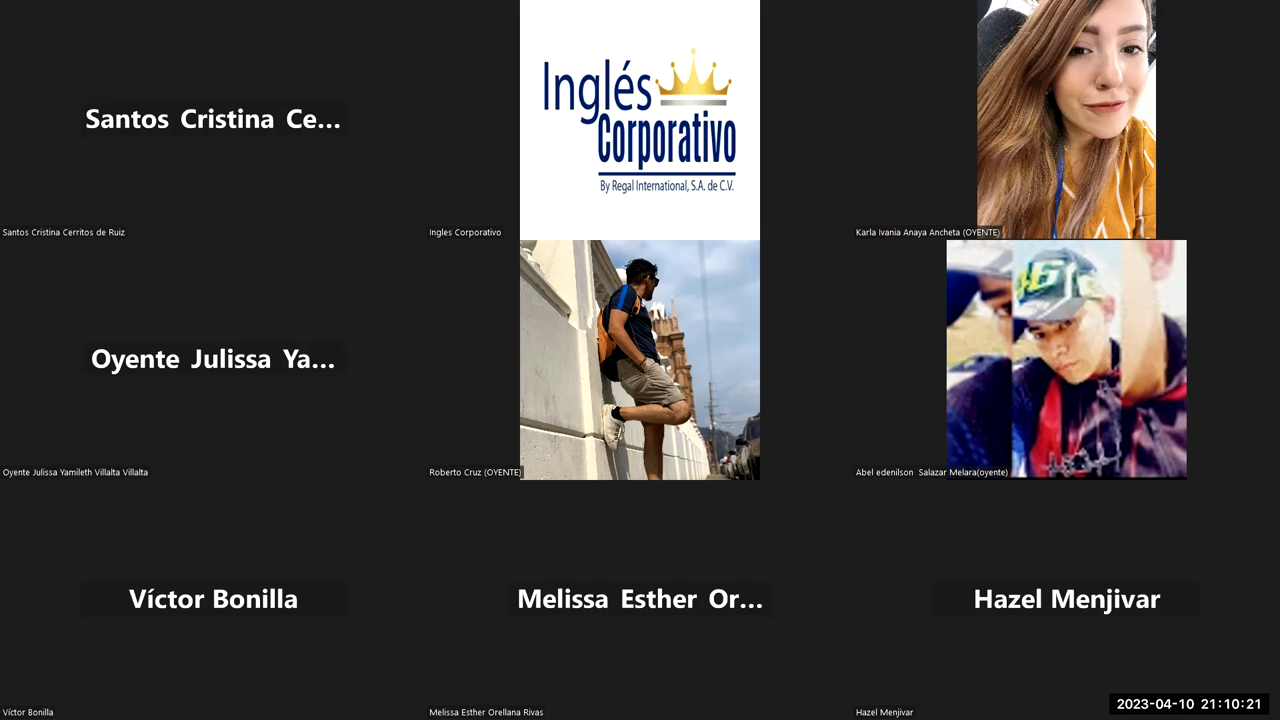 Santos Cristina Ce...
Santos Cristina Cerritos de Ruiz
Inglés
Corporativo
By Regal International, S.A. de C.V.
Ingles Corporativo
Karla Ivania Anaya Ancheta (OYENTE)
Oyente Julissa Ya...
Oyente Julissa Yamileth Villalta Villalta
Roberto Cruz (OYENTE)
46
Abel edenilson Salazar Melara(oyente)
Víctor Bonilla
Víctor Bonilla
Melissa Esther Or...
Melissa Esther Orellana Rivas
Hazel Menjivar
Hazel Menjivar
2023-04-10 21:10:21